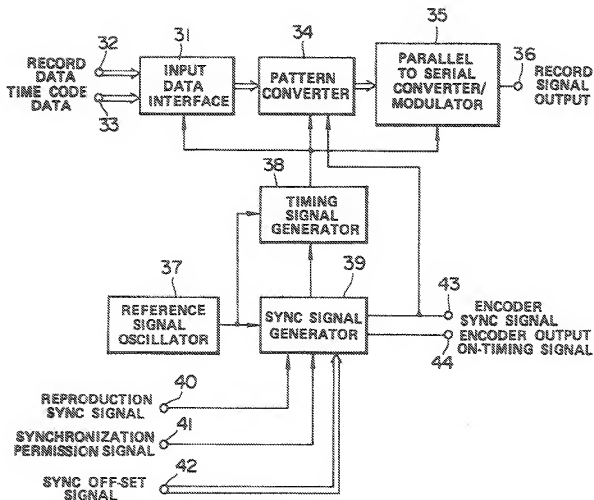 35
31
34
32
36
RECORD
DATA
TIME CODE
DATA
33
INPUT
DATA
INTERFACE
PATTERN
CONVERTER
PARALLEL
TO SERIAL
CONVERTER/
MODULATOR
RECORD
SIGNAL
OUTPUT
38
TIMING
SIGNAL
GENERATOR
37
39
43
REFERENCE
SIGNAL
OSCILLATOR
SYNC SIGNAL
GENERATOR
ENCODER
SYNC SIGNAL
ENCODER OUTPUT
ON-TIMING SIGNAL
44
40
REPRODUCTION
SYNC SIGNAL
41
SYNCHRONIZATION
PERMISSION SIGNAL
42
SYNC OFF-SET
SIGNAL